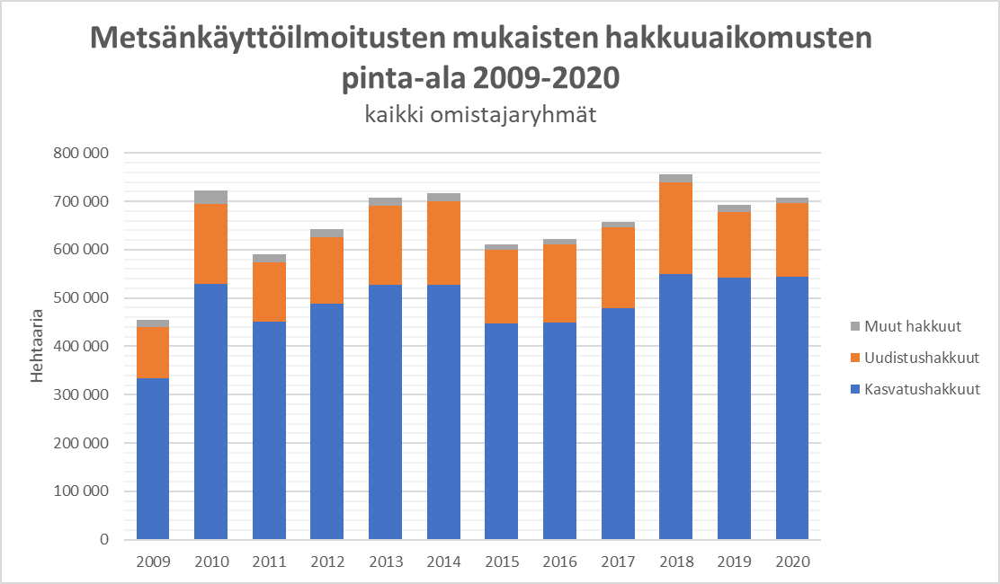 Metsänkäyttöilmoitusten mukaisten hakkuuaikomusten
pinta-ala 2009-2020
kaikki omistajaryhmät
800 000
700 000
600 000
500 000
400 000
300 000
200 000
100 000
0
Hehtaaria
2009 2010 2011 2012 2013 2014 2015 2016 2017 2018 2019 2020
Muut hakkuut
Uudistushakkuut
Kasvatushakkuut